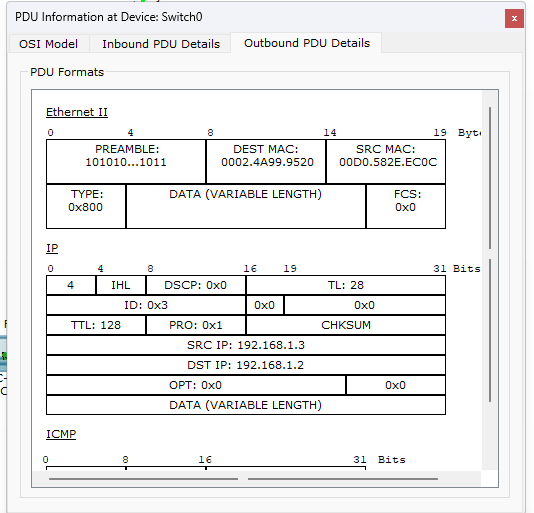 PDU Information at Device: Switch0
x
OSI Model Inbound PDU Details Outbound PDU Details
PDU Formats
Ethernet II
0 4 8 14 19
PREAMBLE: DEST MAC: SRC MAC:
101010...1011 0002.4A99.9520 00D0.582E.EC0C
TYPE: DATA (VARIABLE LENGTH) FCS:
0x800 0x0
IP
0 4 8 16 19 31 Bits
4 IHL DSCP: 0x0 TL: 28
ID: 0x3 0x0 0x0
TTL: 128 PRO: 0x1 CHKSUM
SRC IP: 192.168.1.3
DST IP: 192.168.1.2
OPT: 0x0 0x0
DATA (VARIABLE LENGTH)
ICMP
0 8 16 31 Bits